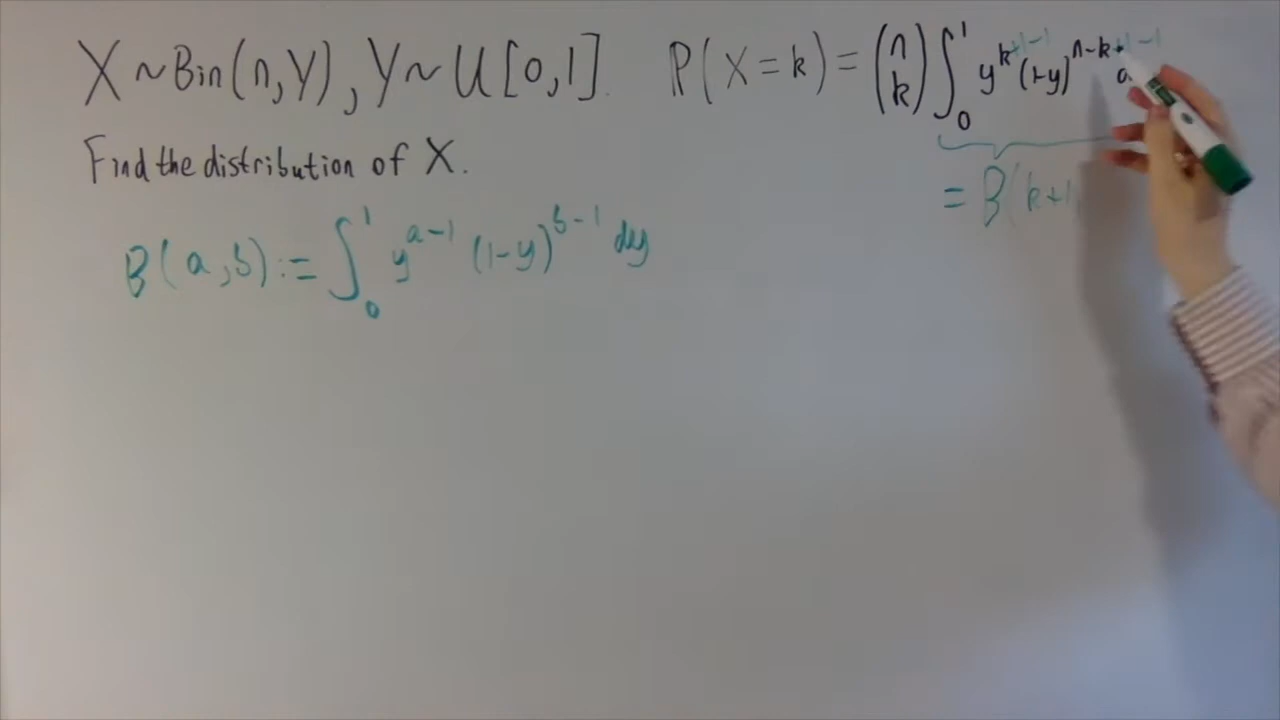 X ~ Bin(n,Y), Y ~ U[0,1]. P(X=k) = (n k) ∫₀¹ y^{k+1-1} (1-y)^{n-k+1-1}
Find the distribution of X.
= B(k+1
B(a,b) := ∫₀¹ y^{a-1} (1-y)^{b-1} dy